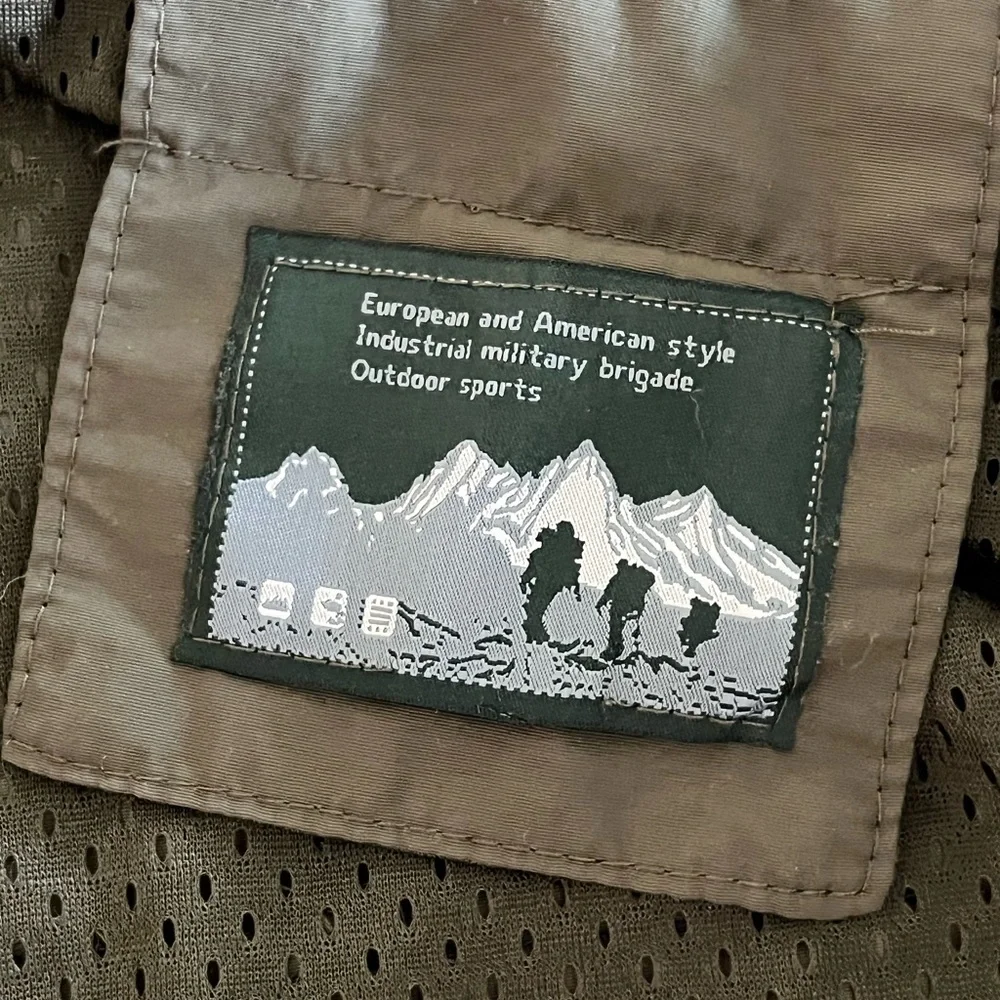 European and American style
Industrial military brigade
Outdoor sports